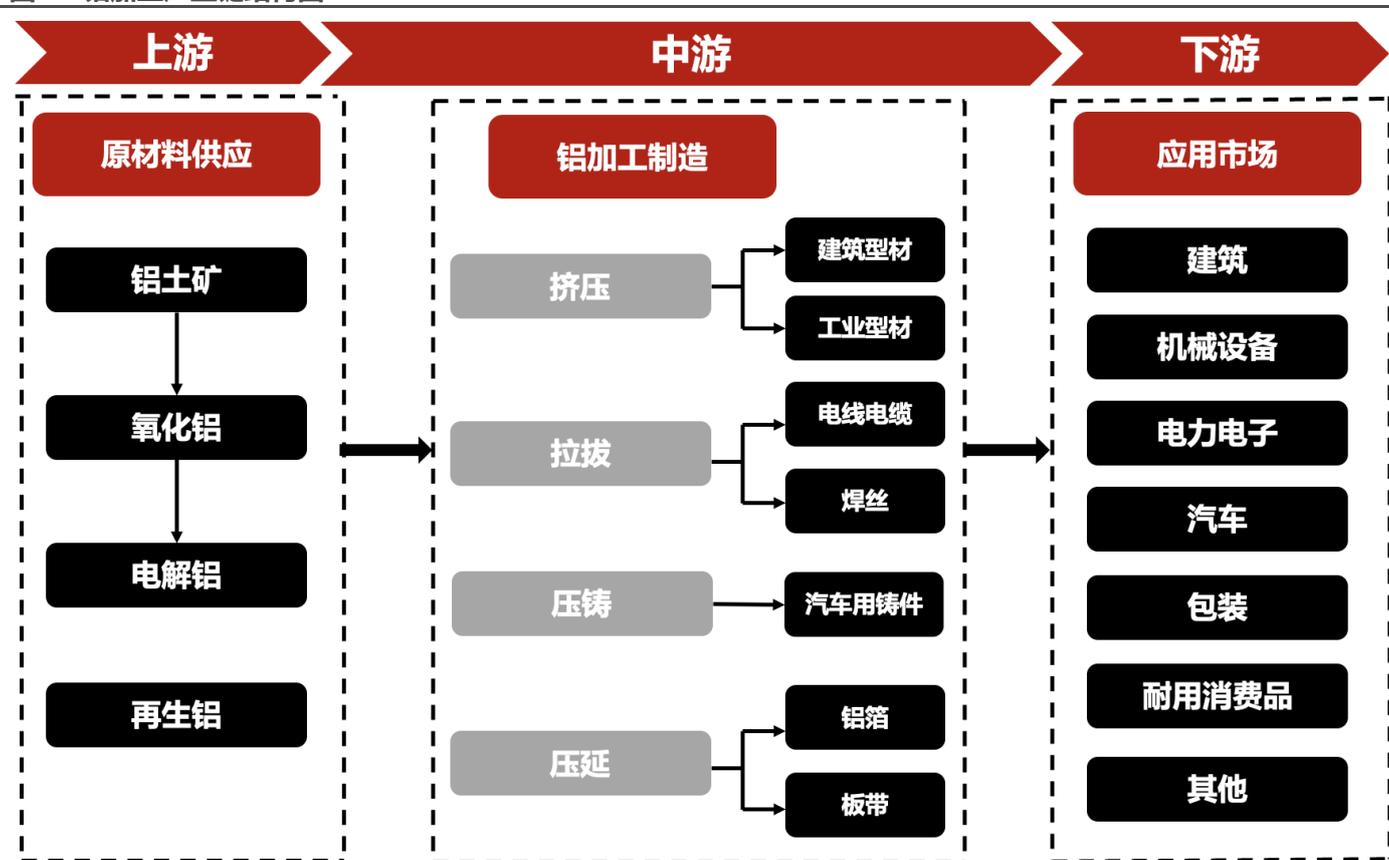 上游
中游
下游
原材料供应
铝土矿
氧化铝
电解铝
再生铝
铝加工制造
挤压
建筑型材
工业型材
拉拔
电线电缆
焊丝
压铸
汽车用铸件
压延
铝箔
板带
应用市场
建筑
机械设备
电力电子
汽车
包装
耐用消费品
其他